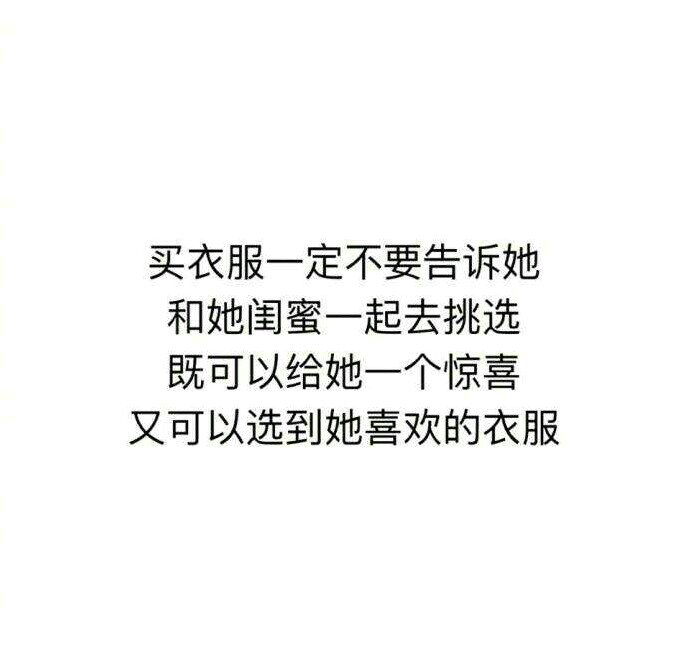 买衣服一定不要告诉她
和她闺蜜一起去挑选
既可以给她一个惊喜
又可以选到她喜欢的衣服